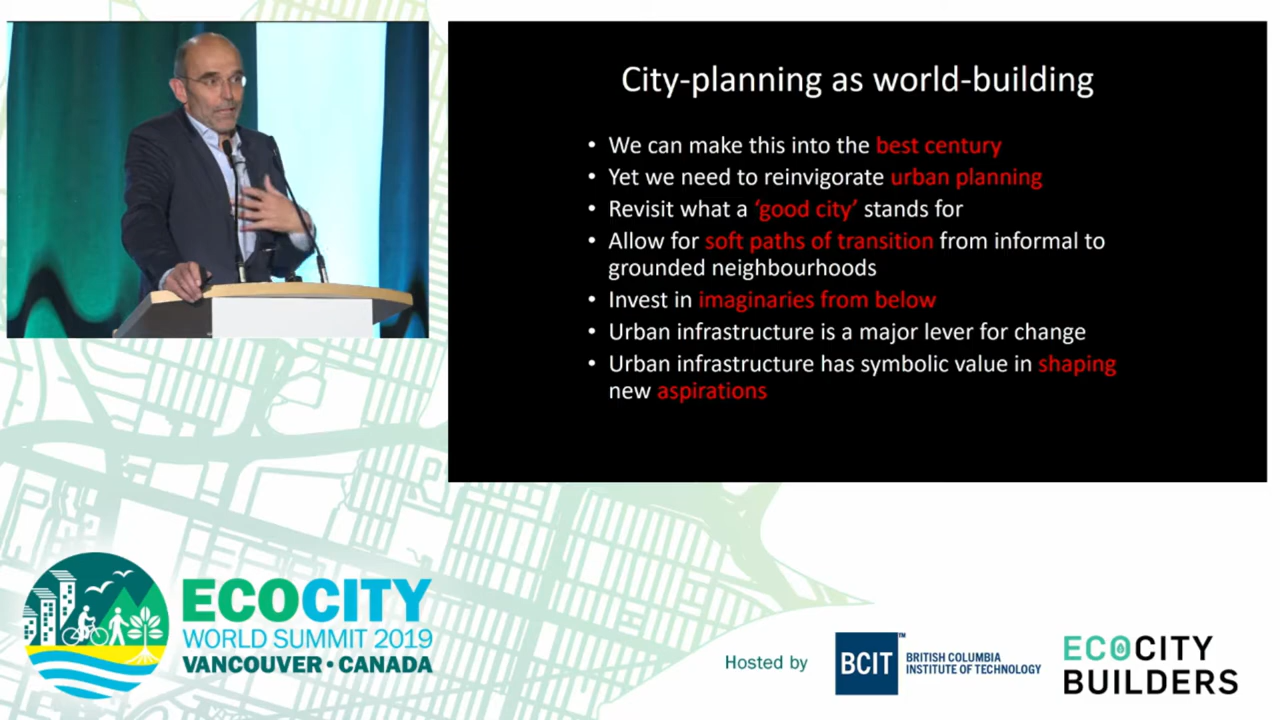 City-planning as world-building
• We can make this into the best century
• Yet we need to reinvigorate urban planning
• Revisit what a ‘good city’ stands for
• Allow for soft paths of transition from informal to
grounded neighbourhoods
• Invest in imaginaries from below
• Urban infrastructure is a major lever for change
• Urban infrastructure has symbolic value in shaping
new aspirations
ECOCITY
WORLD SUMMIT 2019
VANCOUVER • CANADA
Hosted by
BCIT™
BRITISH COLUMBIA
INSTITUTE OF TECHNOLOGY
ECOCITY
BUILDERS